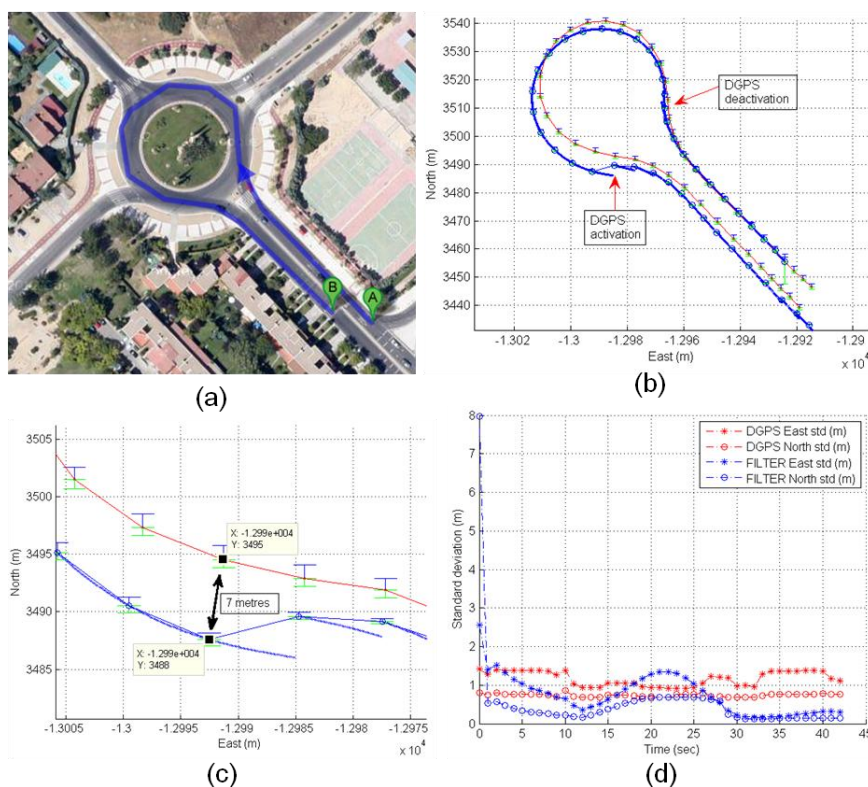 B
A
(a)
3540
3530
3520
3510
3500
3490
3480
3470
3460
3450
3440
North (m)
DGPS
deactivation
DGPS
activation
-1.302
-1.3
-1.298
-1.296
-1.294
-1.292
-1.29
East (m)
x 10⁴
(b)
3505
3500
3495
3490
3485
North (m)
X: -1.299e+004
Y: 3495
7 metres
X: -1.299e+004
Y: 3488
-1.3005
-1.3
-1.2995
-1.299
-1.2985
-1.298
-1.2975
East (m)
x 10⁴
(c)
8
7
6
5
4
3
2
1
0
Standard deviation (m)
DGPS East std (m)
DGPS North std (m)
FILTER East std (m)
FILTER North std (m)
0
5
10
15
20
25
30
35
40
45
Time (sec)
(d)